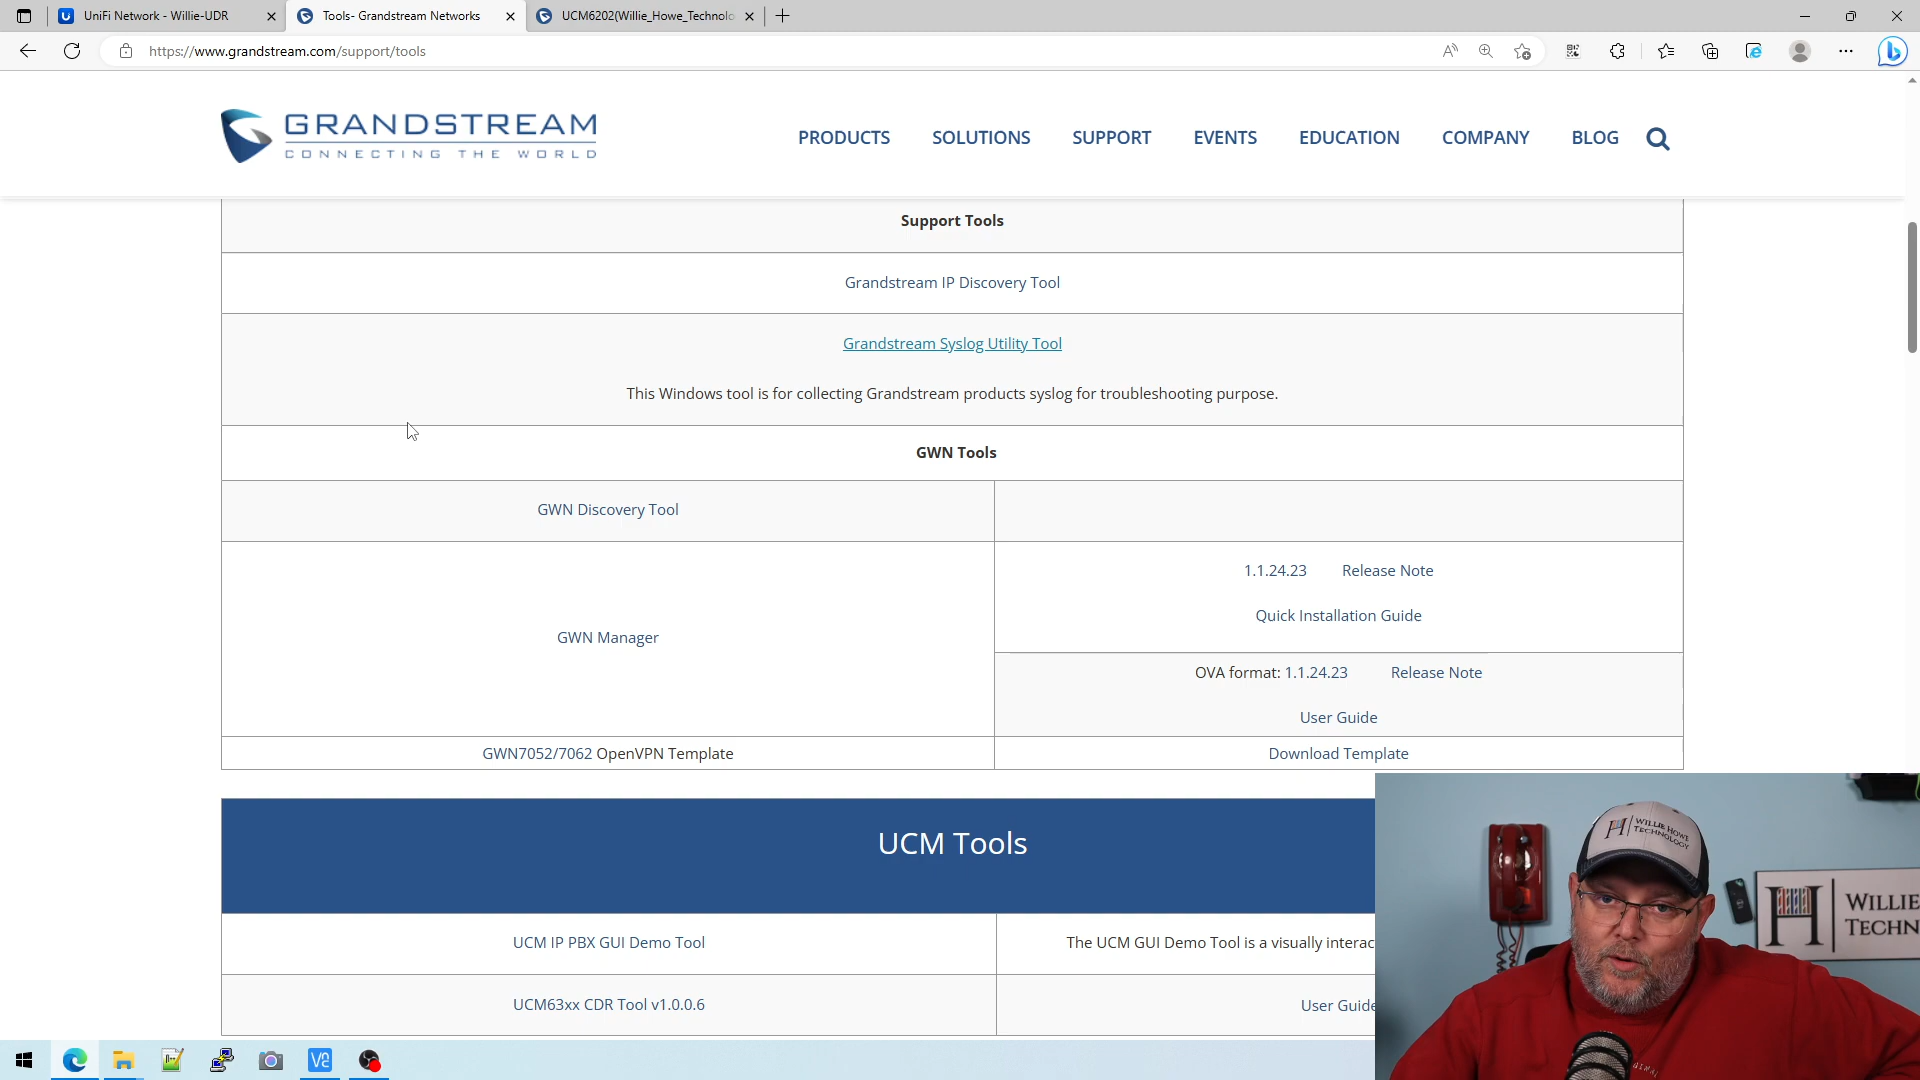 UniFi Network - Willie-UDR
Tools- Grandstream Networks
UCM6202(Willie_Howe_Technolo
https://www.grandstream.com/support/tools
GRANDSTREAM
CONNECTING THE WORLD
PRODUCTS
SOLUTIONS
SUPPORT
EVENTS
EDUCATION
COMPANY
BLOG
Support Tools
Grandstream IP Discovery Tool
Grandstream Syslog Utility Tool
This Windows tool is for collecting Grandstream products syslog for troubleshooting purpose.
GWN Tools
GWN Discovery Tool
GWN Manager
1.1.24.23 Release Note
Quick Installation Guide
OVA format: 1.1.24.23 Release Note
User Guide
GWN7052/7062 OpenVPN Template
Download Template
UCM Tools
UCM IP PBX GUI Demo Tool
The UCM GUI Demo Tool is a visually interac
UCM63xx CDR Tool v1.0.0.6
User Guide
WILLIE HOWE
TECHNOLOGY
WILLIE
TECHN